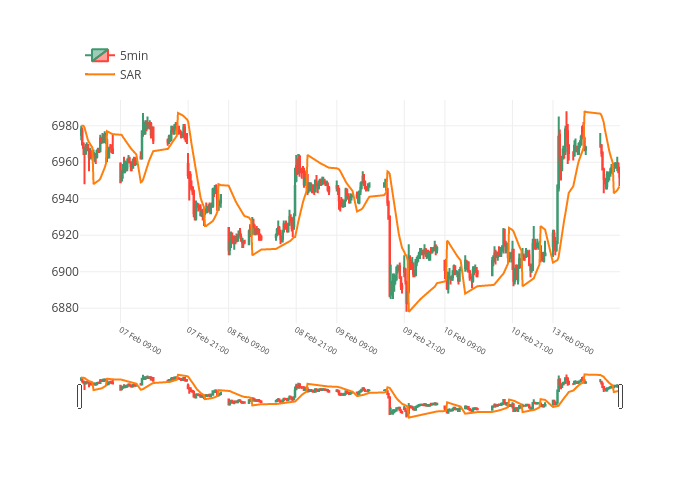 5min
SAR
6980
6960
6940
6920
6900
6880
07 Feb 09:00
07 Feb 21:00
08 Feb 09:00
08 Feb 21:00
09 Feb 09:00
09 Feb 21:00
10 Feb 09:00
10 Feb 21:00
13 Feb 09:00